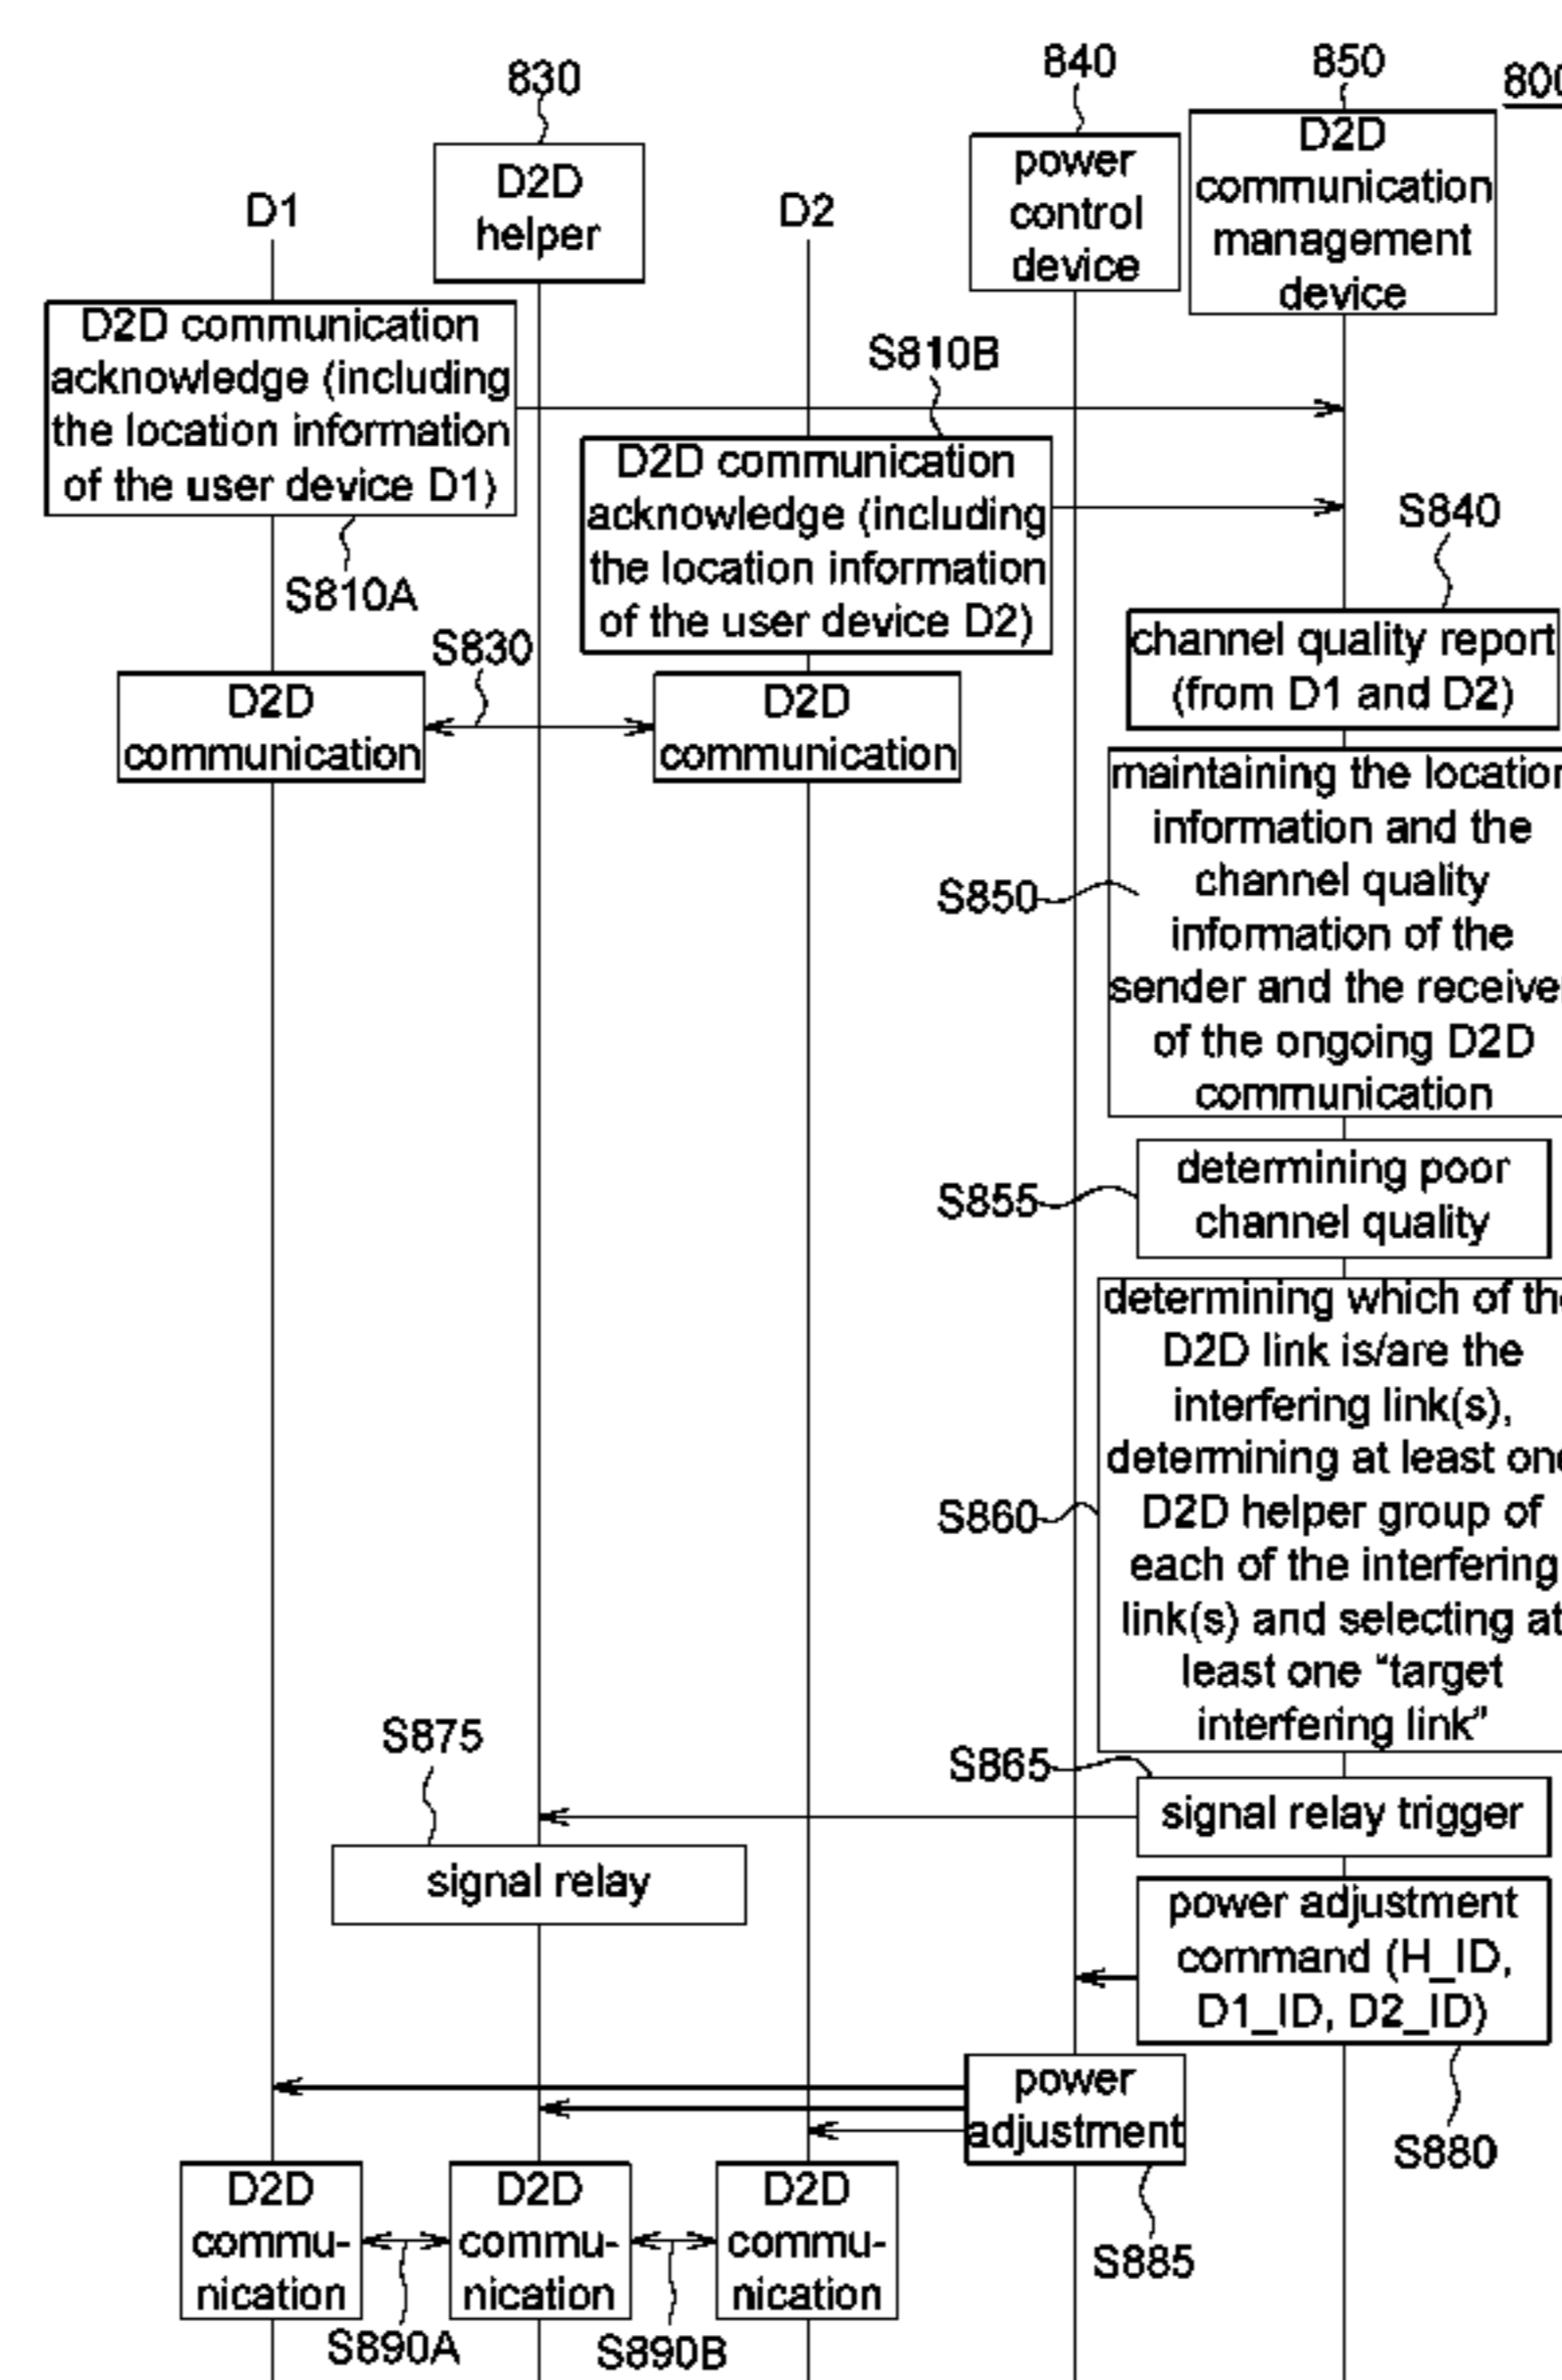 830
840
850
800
D2D
helper
power
control
device
D2D
communication
management
device
D1
D2
D2D communication
acknowledge (including
the location information
of the user device D1)
S810A
S810B
D2D communication
acknowledge (including
the location information
of the user device D2)
S840
channel quality report
(from D1 and D2)
S830
D2D
communication
D2D
communication
S850
maintaining the location
information and the
channel quality
information of the
sender and the receiver
of the ongoing D2D
communication
S855
determining poor
channel quality
S860
determining which of the
D2D link is/are the
interfering link(s),
determining at least one
D2D helper group of
each of the interfering
link(s) and selecting at
least one “target
interfering link”
S865
signal relay trigger
S875
signal relay
power adjustment
command (H_ID,
D1_ID, D2_ID)
S880
power
adjustment
S885
D2D
commu-
nication
D2D
commu-
nication
D2D
commu-
nication
S890A
S890B